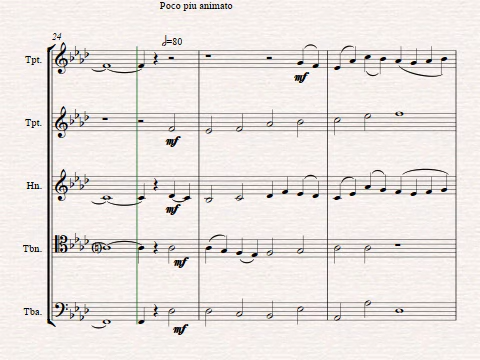 Poco piu animato
24
𝅗𝅥=80
Tpt.
mf
Tpt.
mf
Hn.
mf
Tbn.
mf
Tba.
mf